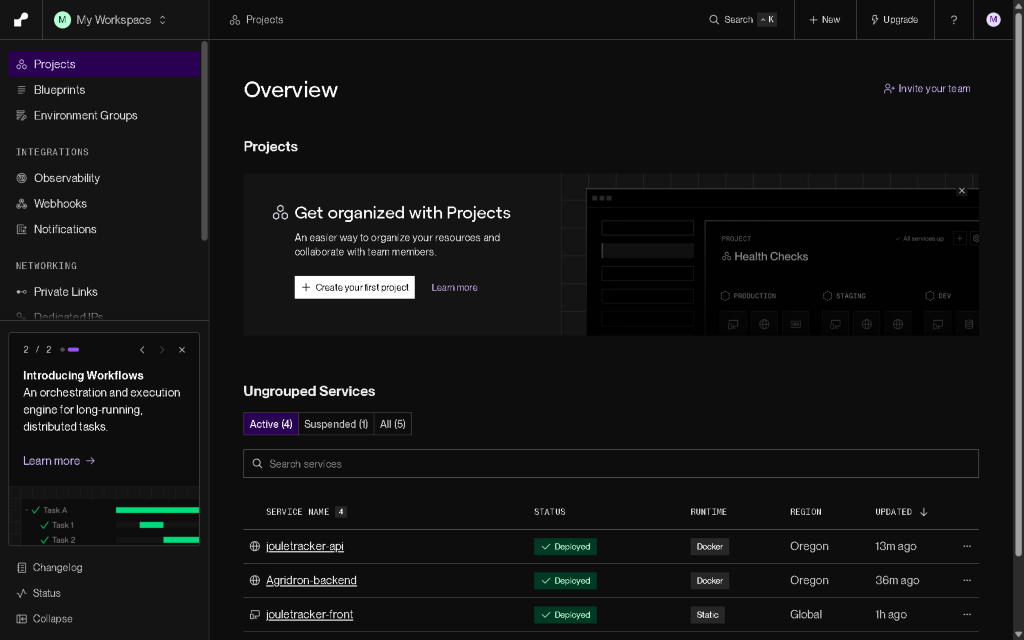 M My Workspace
Projects
Search ^ K
+ New
Upgrade
?
M
Projects
Blueprints
Environment Groups
INTEGRATIONS
Observability
Webhooks
Notifications
NETWORKING
Private Links
Dedicated IPs
2 / 2
Introducing Workflows
An orchestration and execution
engine for long-running,
distributed tasks.
Learn more →
Task A
Task 1
Task 2
Changelog
Status
Collapse
Overview
Invite your team
Projects
Get organized with Projects
An easier way to organize your resources and
collaborate with team members.
+ Create your first project
Learn more
PROJECT
All services up
Health Checks
PRODUCTION
STAGING
DEV
Ungrouped Services
Active (4)
Suspended (1)
All (5)
Search services
SERVICE NAME 4 STATUS RUNTIME REGION UPDATED ↓
jouletracker-api Deployed Docker Oregon 13m ago
Agridron-backend Deployed Docker Oregon 36m ago
jouletracker-front Deployed Static Global 1h ago